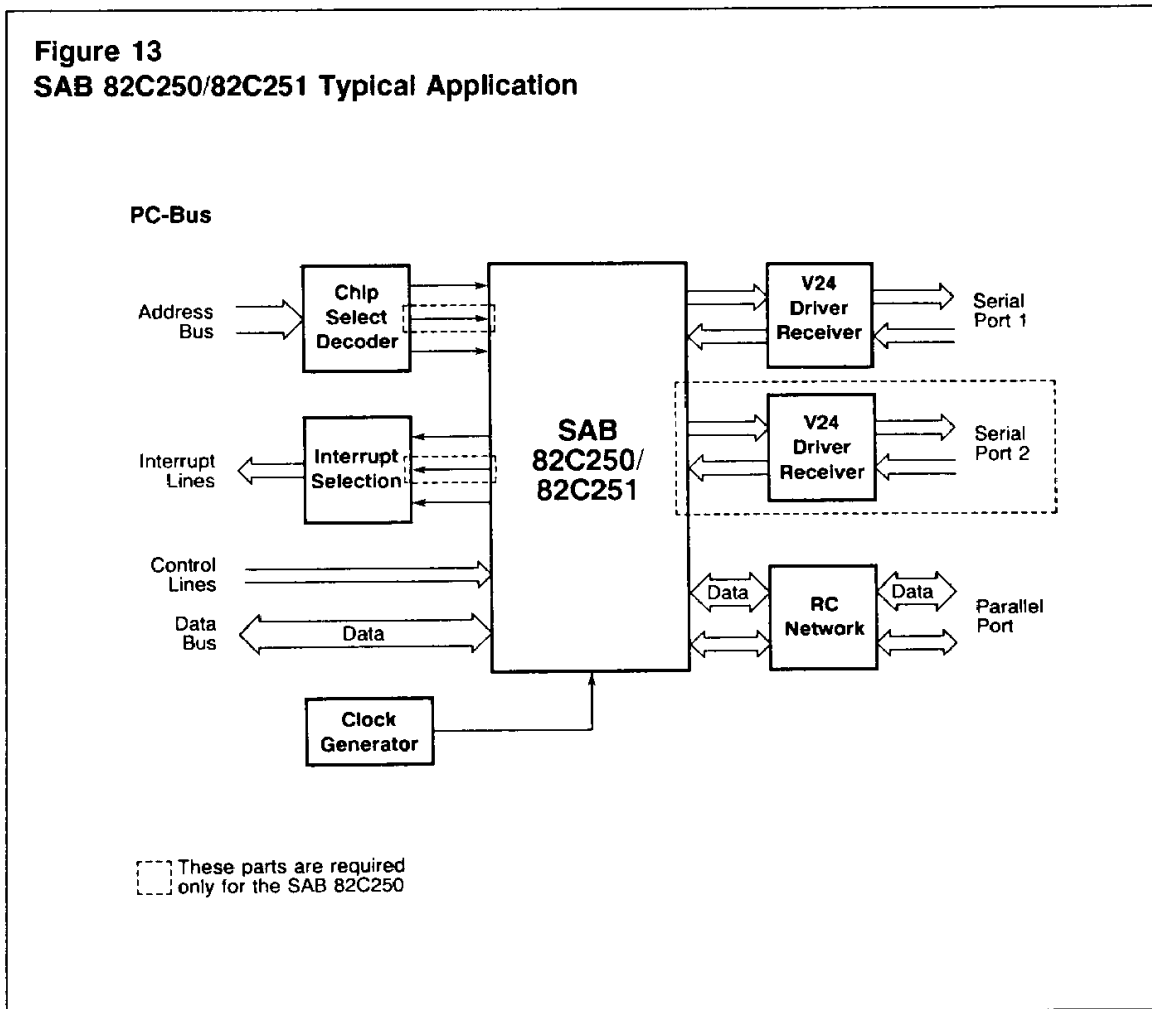 Figure 13
SAB 82C250/82C251 Typical Application
PC-Bus
Address
Bus
Chip
Select
Decoder
V24
Driver
Receiver
Serial
Port 1
Interrupt
Lines
Interrupt
Selection
SAB
82C250/
82C251
V24
Driver
Receiver
Serial
Port 2
Control
Lines
Data
Bus
Data
Data
RC
Network
Data
Parallel
Port
Clock
Generator
These parts are required
only for the SAB 82C250